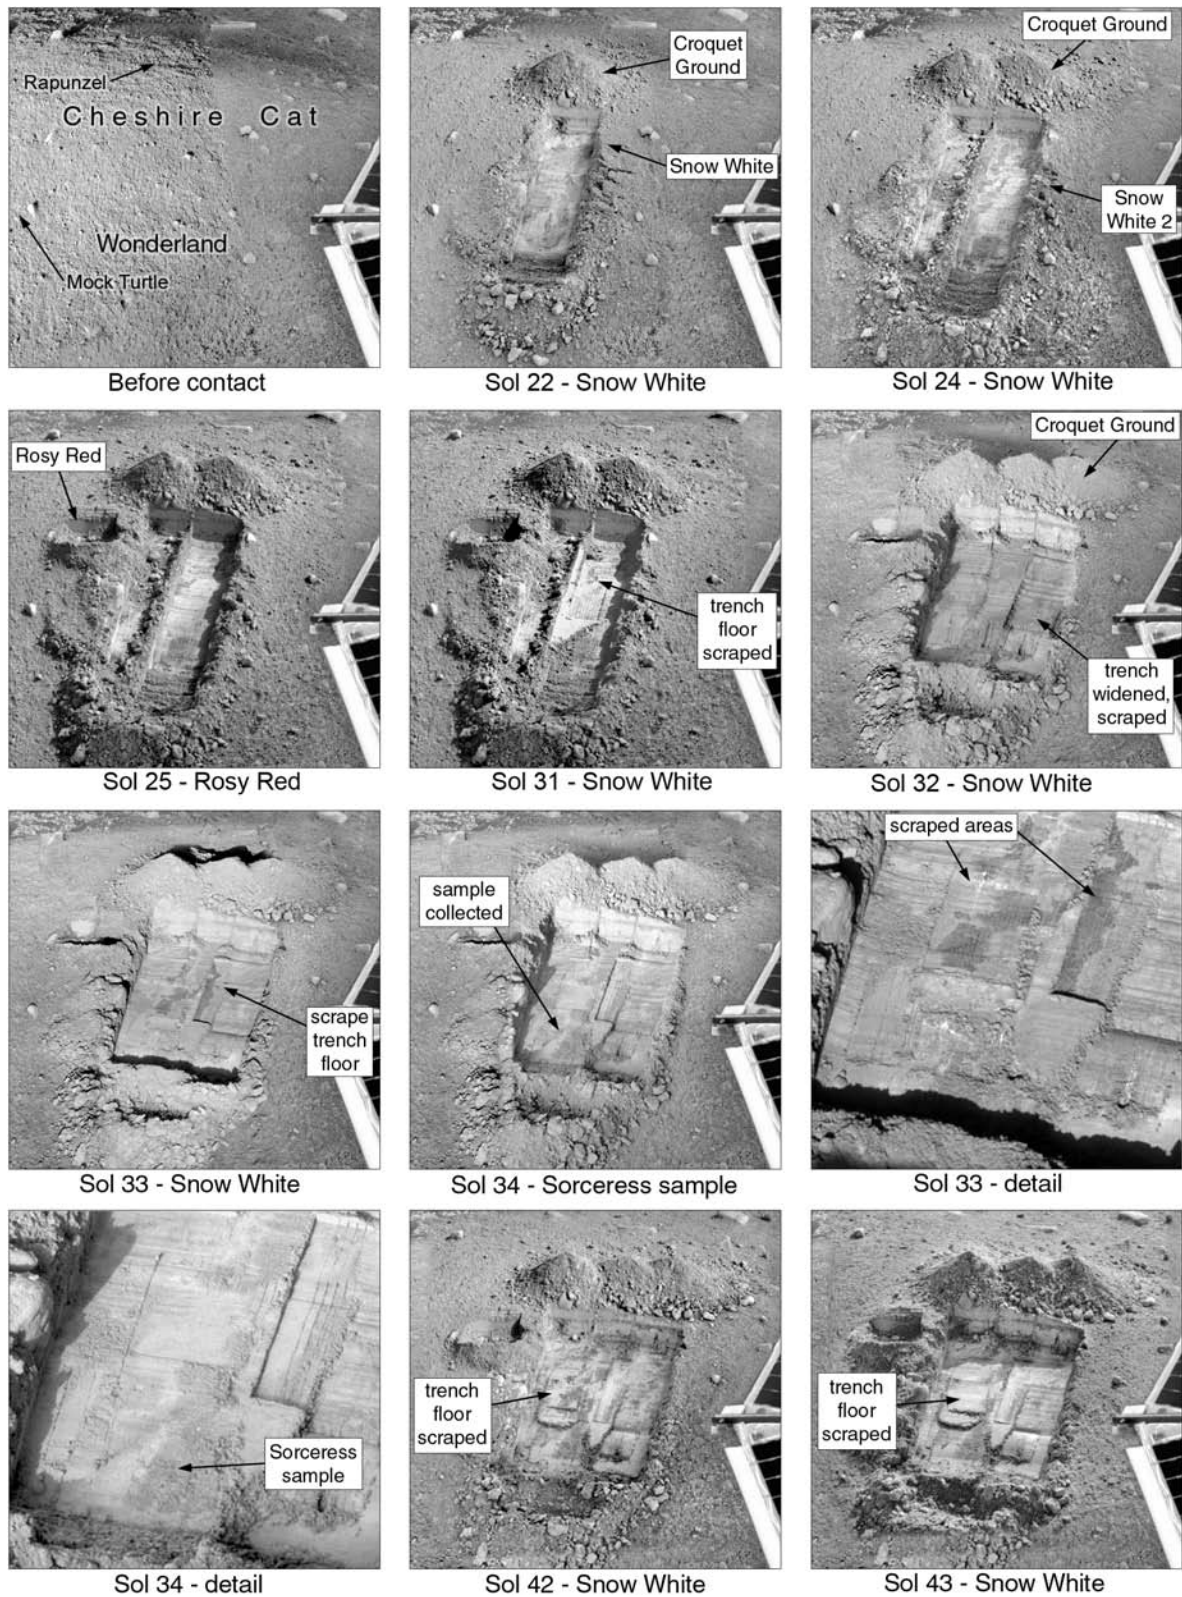 Rapunzel
Cheshire Cat
Wonderland
Mock Turtle
Before contact
Croquet
Ground
Snow White
Sol 22 - Snow White
Croquet Ground
Snow
White 2
Sol 24 - Snow White
Rosy Red
Sol 25 - Rosy Red
trench
floor
scraped
Sol 31 - Snow White
Croquet Ground
trench
widened,
scraped
Sol 32 - Snow White
scrape
trench
floor
Sol 33 - Snow White
sample
collected
Sol 34 - Sorceress sample
scraped areas
Sol 33 - detail
Sorceress
sample
Sol 34 - detail
trench
floor
scraped
Sol 42 - Snow White
trench
floor
scraped
Sol 43 - Snow White